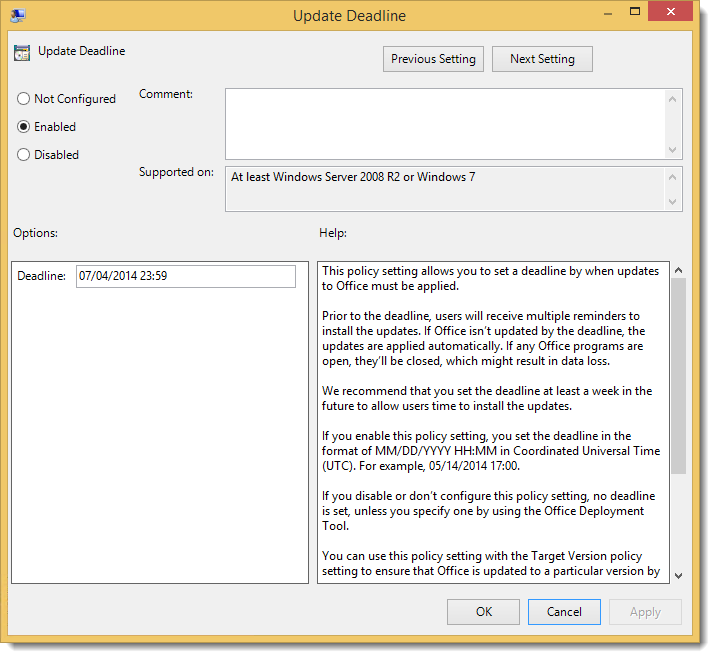 Update Deadline
Update Deadline
Previous Setting
Next Setting
Not Configured
Enabled
Disabled
Comment:
Supported on:
At least Windows Server 2008 R2 or Windows 7
Options:
Help:
Deadline:
07/04/2014 23:59
This policy setting allows you to set a deadline by when updates
to Office must be applied.
Prior to the deadline, users will receive multiple reminders to
install the updates. If Office isn’t updated by the deadline, the
updates are applied automatically. If any Office programs are
open, they’ll be closed, which might result in data loss.
We recommend that you set the deadline at least a week in the
future to allow users time to install the updates.
If you enable this policy setting, you set the deadline in the
format of MM/DD/YYYY HH:MM in Coordinated Universal Time
(UTC). For example, 05/14/2014 17:00.
If you disable or don’t configure this policy setting, no deadline
is set, unless you specify one by using the Office Deployment
Tool.
You can use this policy setting with the Target Version policy
setting to ensure that Office is updated to a particular version by
OK
Cancel
Apply